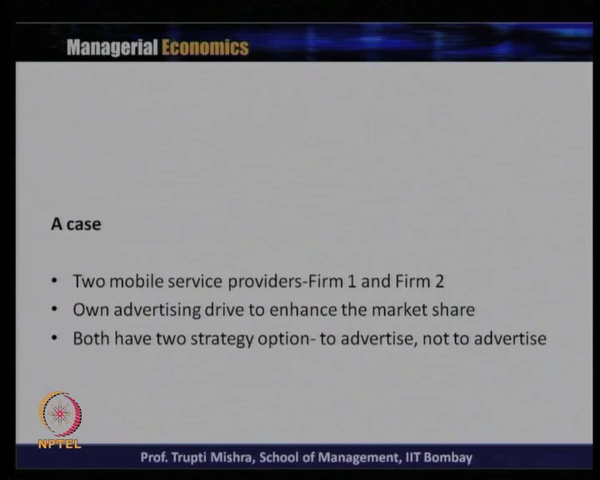 Managerial Economics
A case
• Two mobile service providers-Firm 1 and Firm 2
• Own advertising drive to enhance the market share
• Both have two strategy option- to advertise, not to advertise
NPTEL
Prof. Trupti Mishra, School of Management, IIT Bombay